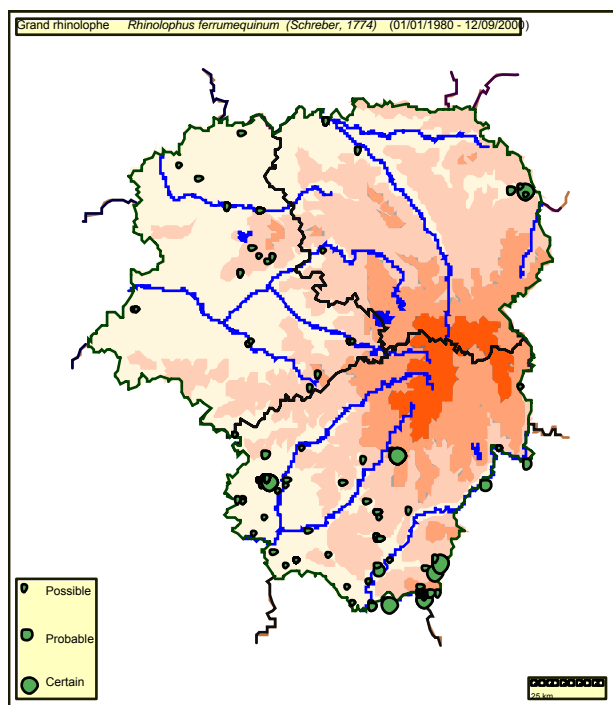 Grand rhinolophe Rhinolophus ferrumequinum (Schreber, 1774) (01/01/1980 - 12/09/2000)
Possible
Probable
Certain
25 km